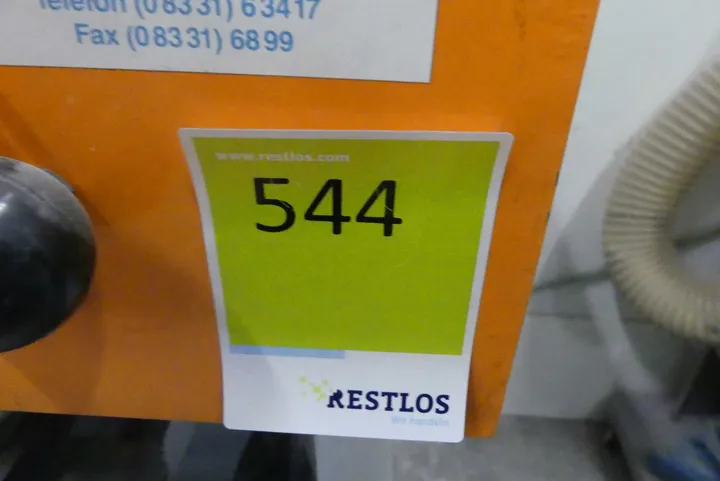 Telefon (0 83 31) 6 34 17
Fax (0 83 31) 68 99
www.restlos.com
544
RESTLOS
Wir handeln